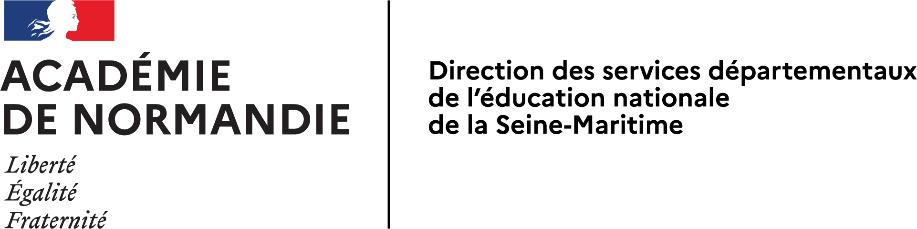 ACADÉMIE
DE NORMANDIE
Liberté
Égalité
Fraternité
Direction des services départementaux
de l'éducation nationale
de la Seine-Maritime